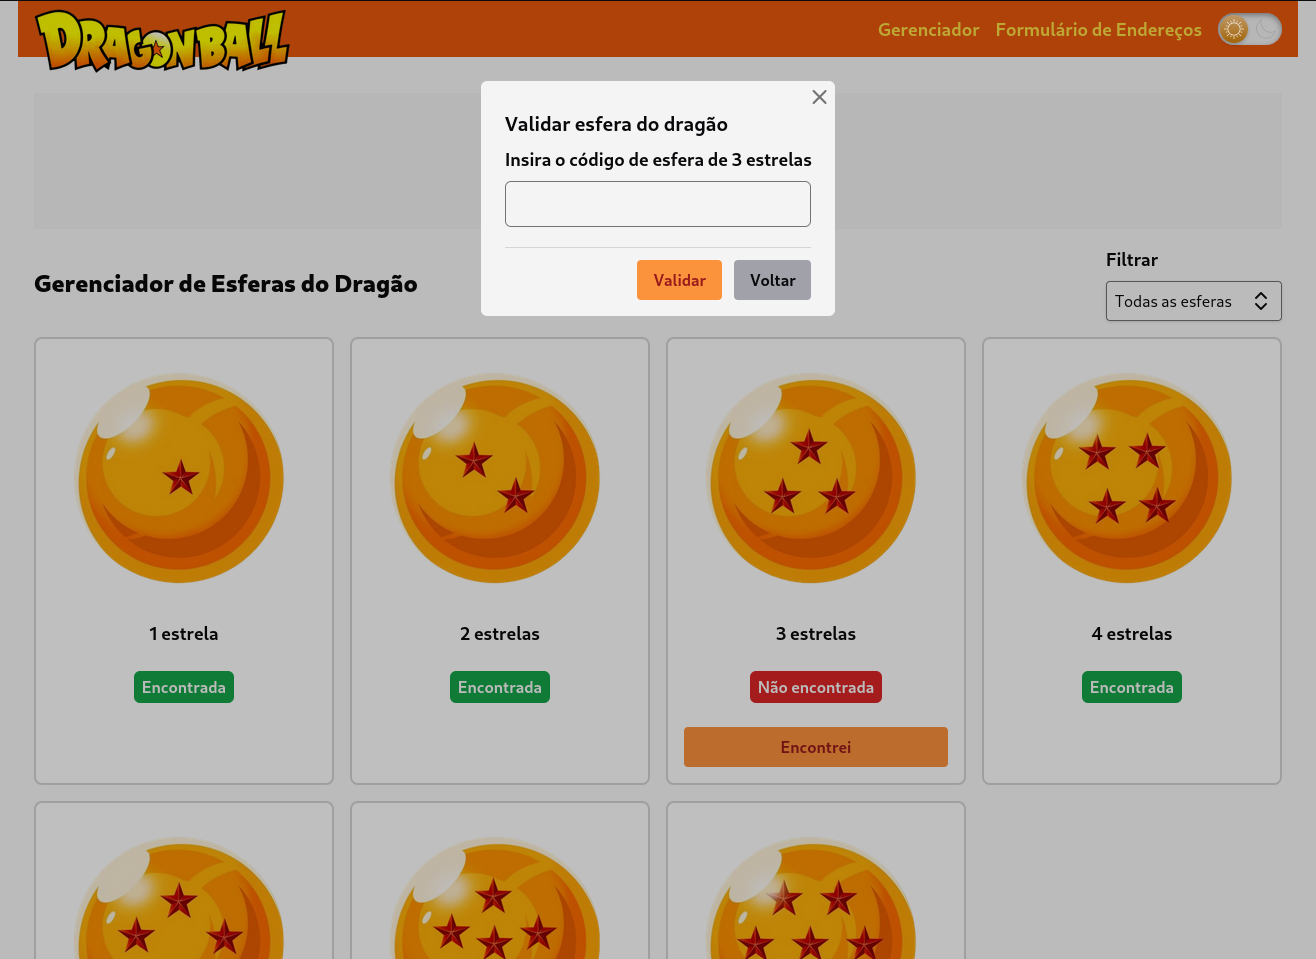 DRAGONBALL
Gerenciador Formulário de Endereços
Validar esfera do dragão
Insira o código de esfera de 3 estrelas
Validar Voltar
Gerenciador de Esferas do Dragão
Filtrar
Todas as esferas
1 estrela
Encontrada
2 estrelas
Encontrada
3 estrelas
Não encontrada
Encontrei
4 estrelas
Encontrada